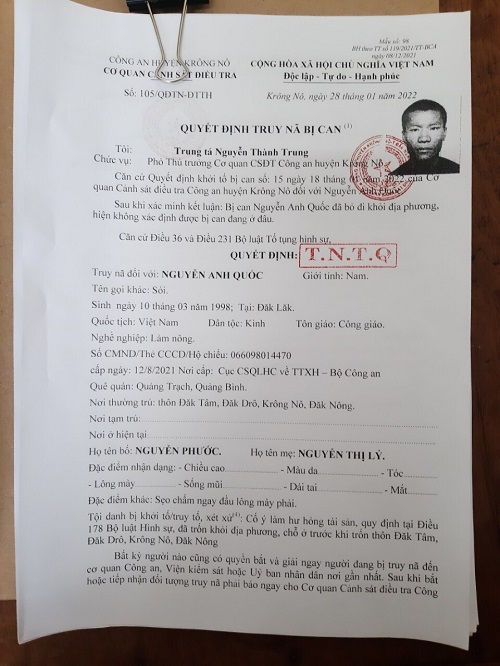 Mẫu số: 98
BH theo TT số 119/2021/TT-BCA
ngày 08/12/2021
CÔNG AN HUYỆN KRÔNG NÔ
CƠ QUAN CẢNH SÁT ĐIỀU TRA
CỘNG HÒA XÃ HỘI CHỦ NGHĨA VIỆT NAM
Độc lập - Tự do - Hạnh phúc
Số: 105/QĐTN-ĐTTH
Krông Nô, ngày 28 tháng 01 năm 2022
QUYẾT ĐỊNH TRUY NÃ BỊ CAN (1)
Tôi: Trung tá Nguyễn Thành Trung
Chức vụ: Phó Thủ trưởng Cơ quan CSĐT Công an huyện Krông Nô
Căn cứ Quyết định khởi tố bị can số: 15 ngày 18 tháng 01 năm 2022 của Cơ
quan Cảnh sát điều tra Công an huyện Krông Nô đối với Nguyễn Anh Quốc
Sau khi xác minh kết luận: Bị can Nguyễn Anh Quốc đã bỏ đi khỏi địa phương,
hiện không xác định được bị can đang ở đâu.
Căn cứ Điều 36 và Điều 231 Bộ luật Tố tụng hình sự,
QUYẾT ĐỊNH:
T.N.T.Q
Truy nã đối với: NGUYỄN ANH QUỐC Giới tính: Nam.
Tên gọi khác: Sói.
Sinh ngày 10 tháng 03 năm 1998; Tại: Đăk Lăk.
Quốc tịch: Việt Nam Dân tộc: Kinh Tôn giáo: Công giáo.
Nghề nghiệp: Làm nông.
Số CMND/Thẻ CCCD/Hộ chiếu: 066098014470
cấp ngày: 12/8/2021 Nơi cấp: Cục CSQLHC về TTXH – Bộ Công an
Quê quán: Quảng Trạch, Quảng Bình.
Nơi thường trú: thôn Đăk Tâm, Đăk Drô, Krông Nô, Đăk Nông.
Nơi tạm trú:
Nơi ở hiện tại
Họ tên bố: NGUYỄN PHƯỚC. Họ tên mẹ: NGUYỄN THỊ LÝ.
Đặc điểm nhận dạng: - Chiều cao - Màu da - Tóc
- Lông mày - Sống mũi - Dái tai - Mắt
Đặc điểm khác: Sẹo chấm ngay đầu lông mày phải.
Tội danh bị khởi tố/truy tố, xét xử(4): Cố ý làm hư hỏng tài sản, quy định tại Điều
178 Bộ luật Hình sự, đã trốn khỏi địa phương, chỗ ở trước khi trốn thôn Đăk Tâm,
Đăk Drô, Krông Nô, Đăk Nông
Bất kỳ người nào cũng có quyền bắt và giải ngay người đang bị truy nã đến
cơ quan Công an, Viện kiểm sát hoặc Uỷ ban nhân dân nơi gần nhất. Sau khi bắt
hoặc tiếp nhận đối tượng truy nã phải báo ngay cho Cơ quan Cảnh sát điều tra Công